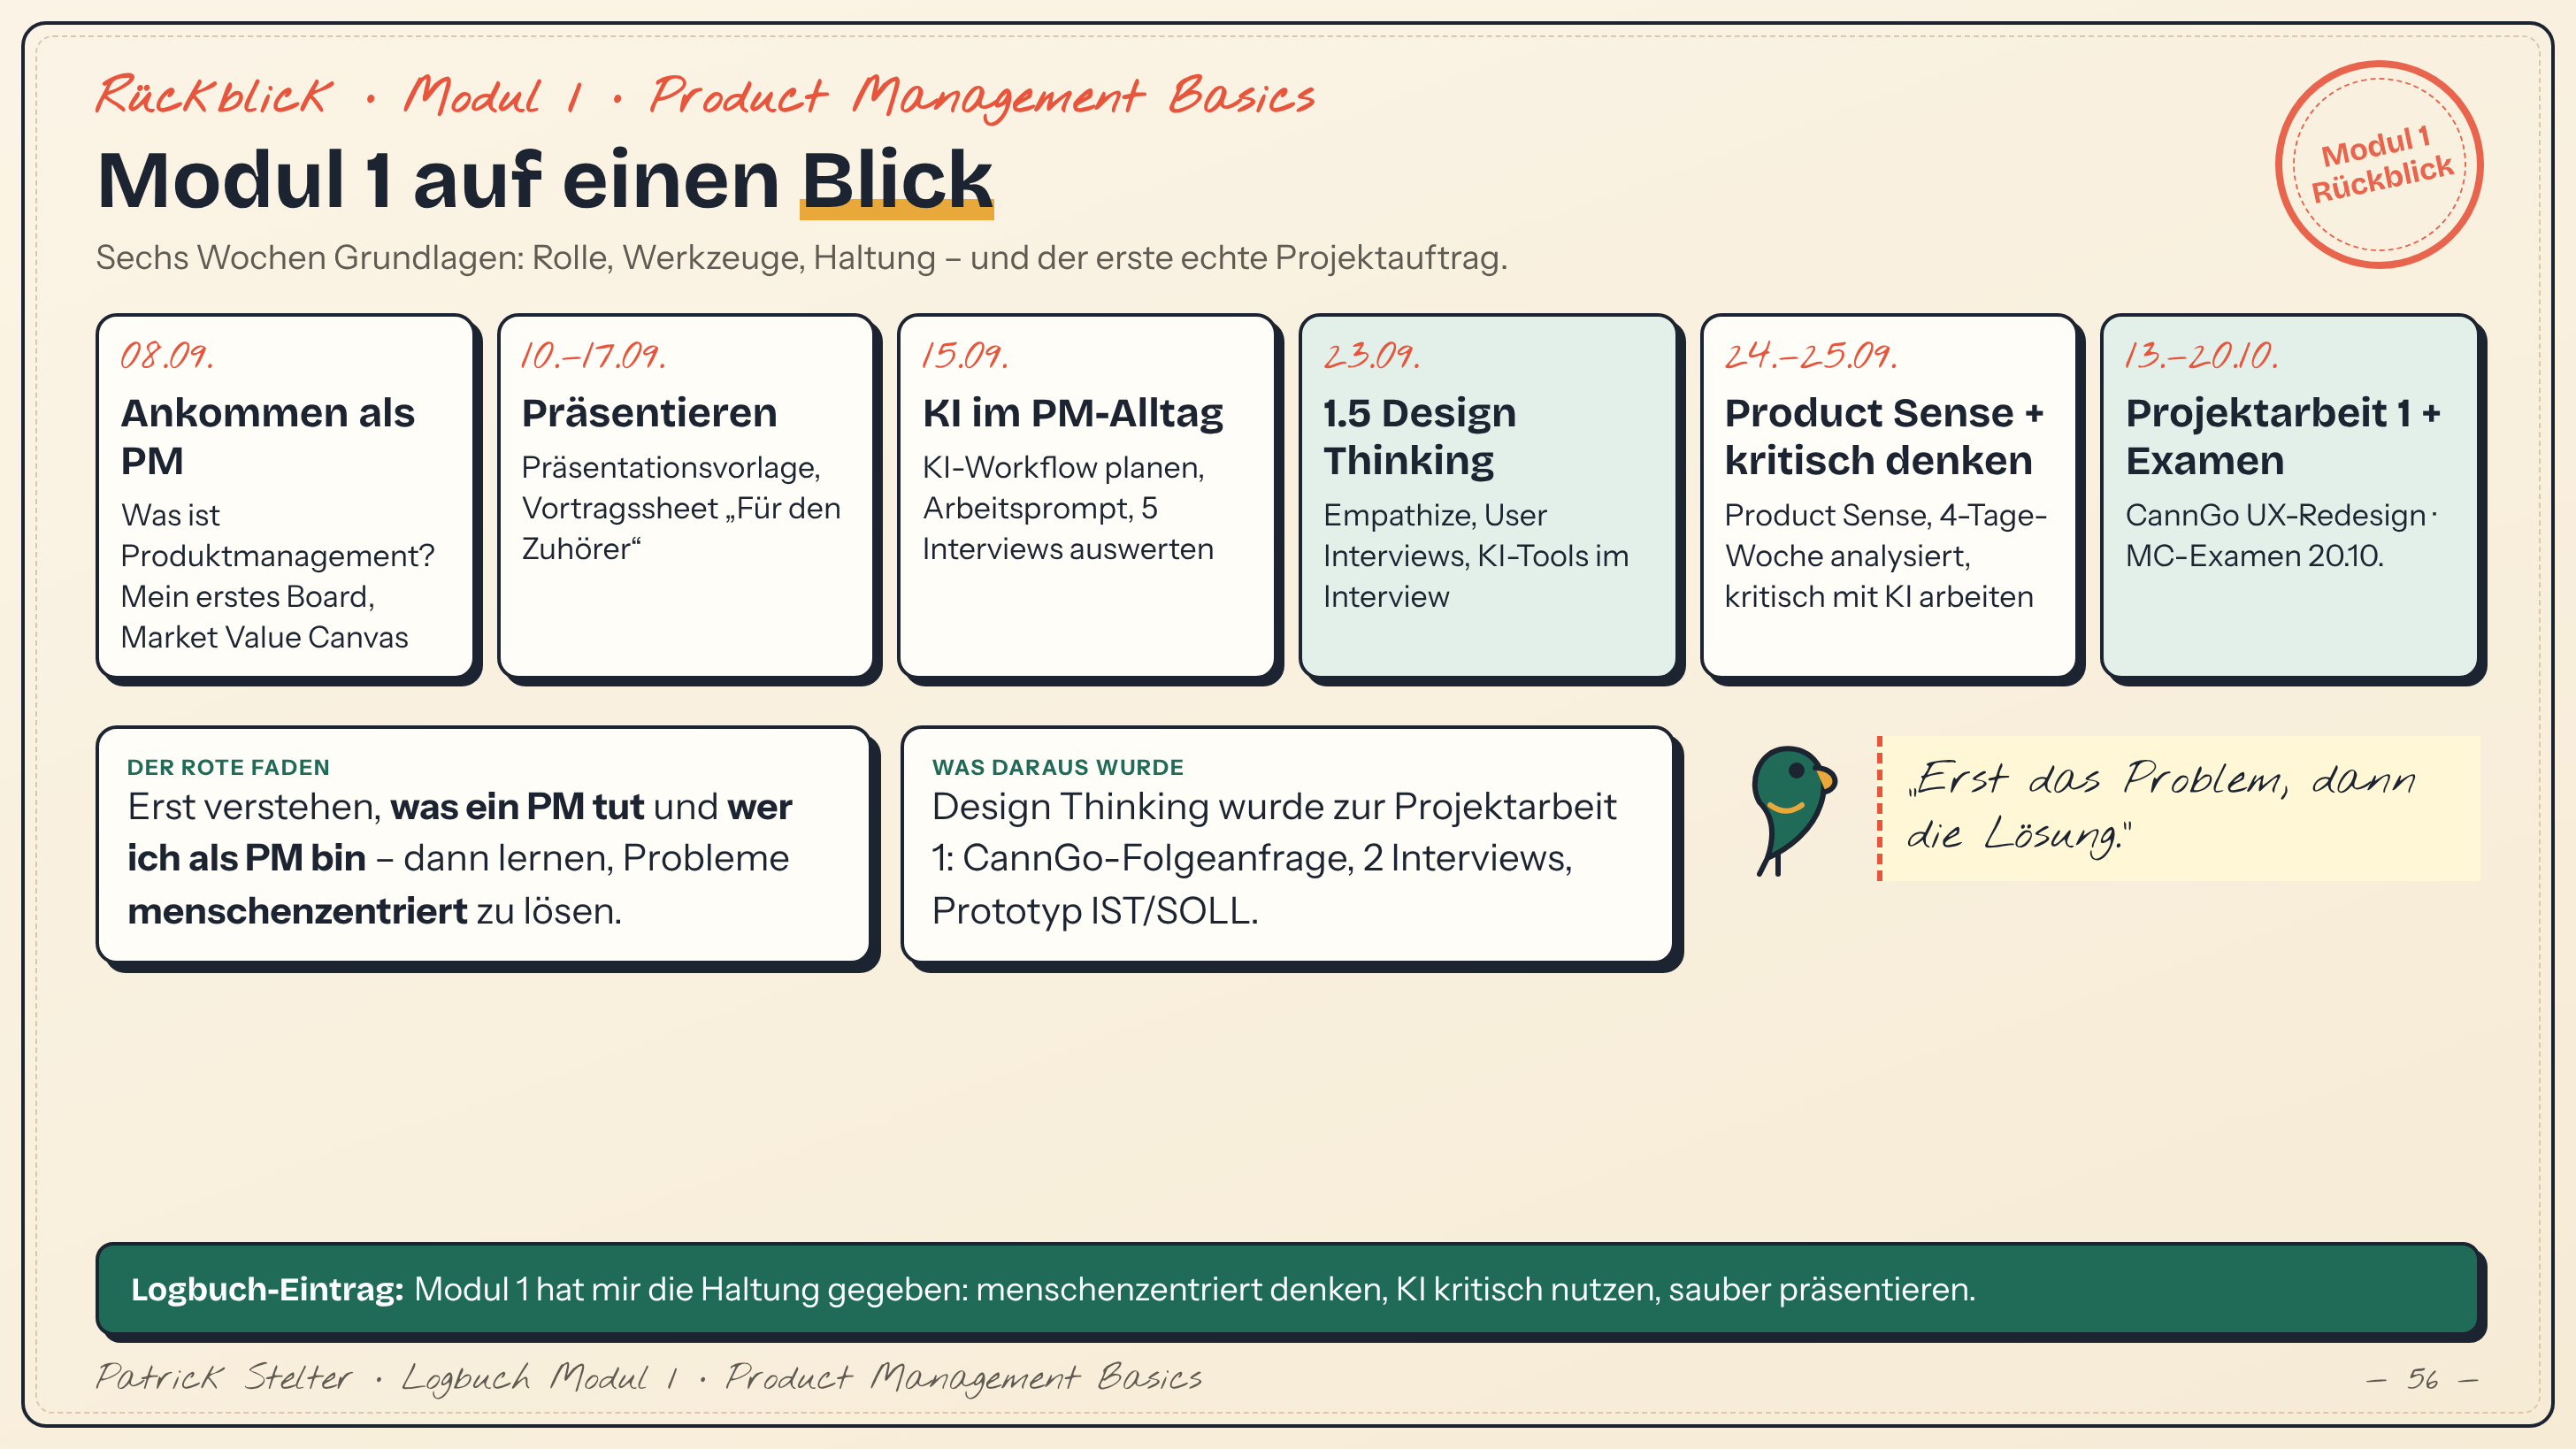 Rückblick · Modul 1 · Product Management Basics
Modul 1 auf einen Blick
Sechs Wochen Grundlagen: Rolle, Werkzeuge, Haltung – und der erste echte Projektauftrag.
Modul 1
Rückblick
08.09.
Ankommen als
PM
Was ist
Produktmanagement?
Mein erstes Board,
Market Value Canvas
10.–17.09.
Präsentieren
Präsentationsvorlage,
Vortragssheet „Für den
Zuhörer“
15.09.
KI im PM-Alltag
KI-Workflow planen,
Arbeitsprompt, 5
Interviews auswerten
23.09.
1.5 Design
Thinking
Empathize, User
Interviews, KI-Tools im
Interview
24.–25.09.
Product Sense +
kritisch denken
Product Sense, 4-Tage-
Woche analysiert,
kritisch mit KI arbeiten
13.–20.10.
Projektarbeit 1 +
Examen
CannGo UX-Redesign ·
MC-Examen 20.10.
DER ROTE FADEN
Erst verstehen, was ein PM tut und wer
ich als PM bin – dann lernen, Probleme
menschenzentriert zu lösen.
WAS DARAUS WURDE
Design Thinking wurde zur Projektarbeit
1: CannGo-Folgeanfrage, 2 Interviews,
Prototyp IST/SOLL.
„Erst das Problem, dann
die Lösung.“
Logbuch-Eintrag: Modul 1 hat mir die Haltung gegeben: menschenzentriert denken, KI kritisch nutzen, sauber präsentieren.
Patrick Stelter · Logbuch Modul 1 · Product Management Basics
– 56 –